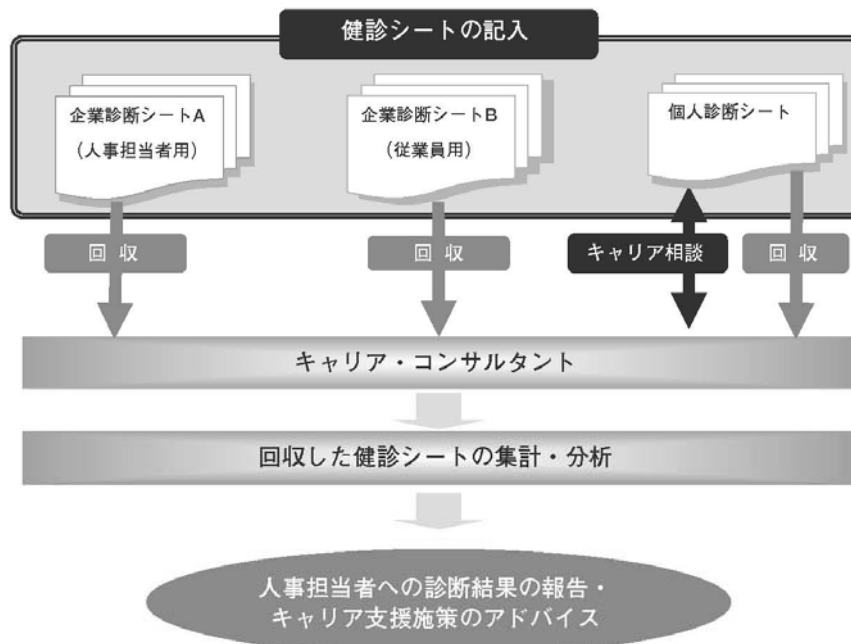 健診シートの記入
企業診断シートA
（人事担当者用）
企業診断シートB
（従業員用）
個人診断シート
回 収
回 収
キャリア相談
回 収
キャリア・コンサルタント
回収した健診シートの集計・分析
人事担当者への診断結果の報告・
キャリア支援施策のアドバイス